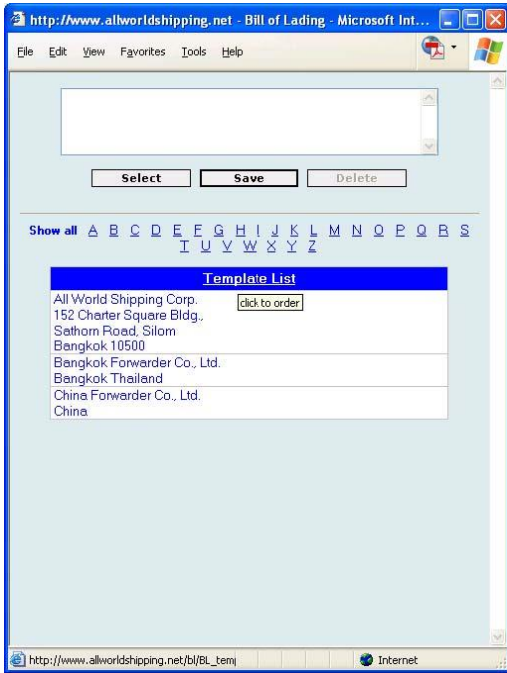 http://www.allworldshipping.net - Bill of Lading - Microsoft Int...
File Edit View Favorites Tools Help
Select Save Delete
Show all A B C D E F G H I J K L M N O P Q R S
T U V W X Y Z
Template List
click to order
All World Shipping Corp.
152 Charter Square Bldg.,
Sathorn Road, Silom
Bangkok 10500
Bangkok Forwarder Co., Ltd.
Bangkok Thailand
China Forwarder Co., Ltd.
China
http://www.allworldshipping.net/bl/BL_temp Internet